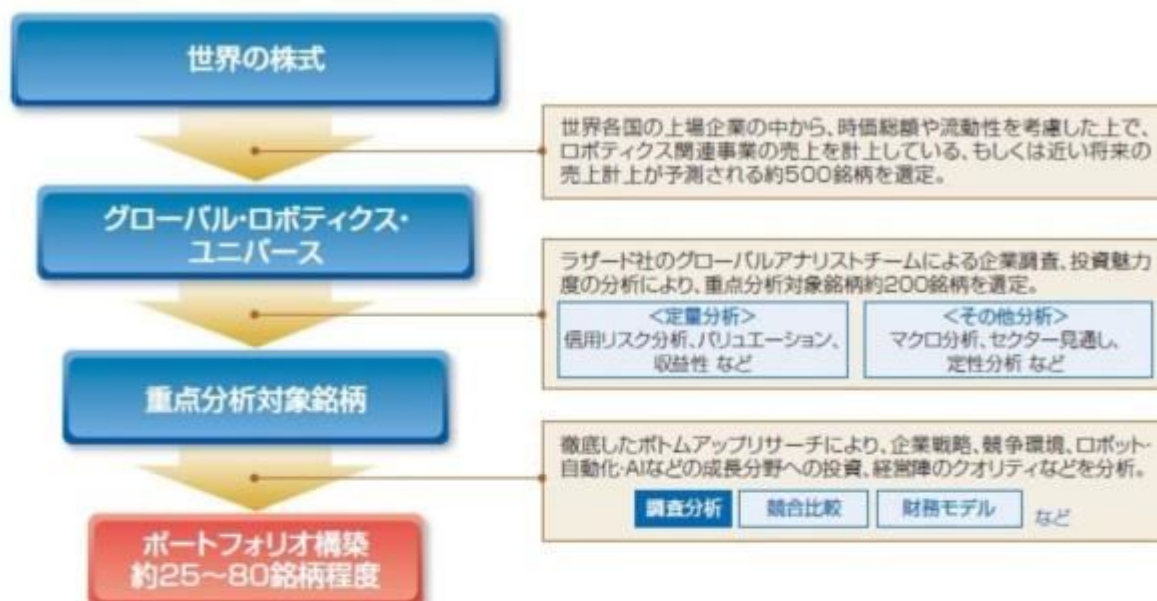 世界の株式
世界各国の上場企業の中から、時価総額や流動性を考慮した上で、
ロボティクス関連事業の売上を計上している、もしくは近い将来の
売上計上が予測される約500銘柄を選定。
グローバル・ロボティクス・
ユニバース
ラザード社のグローバルアナリストチームによる企業調査、投資魅力
度の分析により、重点分析対象銘柄約200銘柄を選定。
<定量分析>
信用リスク分析、バリュエーション、
収益性 など
<その他分析>
マクロ分析、セクター見通し、
定性分析 など
重点分析対象銘柄
徹底したボトムアップリサーチにより、企業戦略、競争環境、ロボット・
自動化・AIなどの成長分野への投資、経営陣のクオリティなどを分析。
調査分析
競合比較
財務モデル
など
ポートフォリオ構築
約25~80銘柄程度